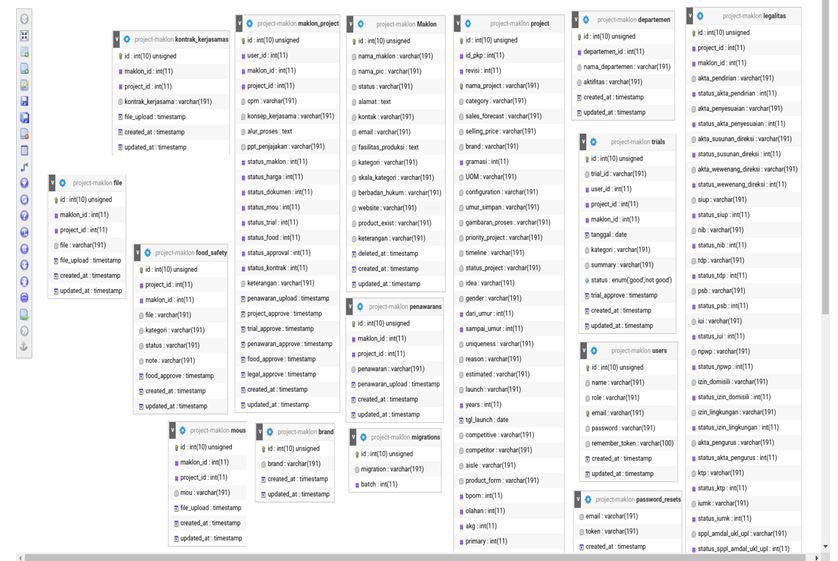 project-maklon kontrak_kerjasamas
id : int(10) unsigned
maklon_id : int(11)
project_id : int(11)
kontrak_kerjasama : varchar(191)
file_upload : timestamp
created_at : timestamp
updated_at : timestamp
project-maklon file
id : int(10) unsigned
maklon_id : int(11)
project_id : int(11)
file : varchar(191)
file_upload : timestamp
created_at : timestamp
updated_at : timestamp
project-maklon food_safety
id : int(10) unsigned
project_id : int(11)
maklon_id : int(11)
file : varchar(191)
kategori : varchar(191)
status : varchar(191)
note : varchar(191)
food_approve : timestamp
created_at : timestamp
updated_at : timestamp
project-maklon mous
id : int(10) unsigned
maklon_id : int(11)
project_id : int(11)
mou : varchar(191)
file_upload : timestamp
created_at : timestamp
updated_at : timestamp
project-maklon maklon_project
id : int(10) unsigned
user_id : int(11)
maklon_id : int(11)
project_id : int(11)
cpm : varchar(191)
konsep_kerjasama : varchar(191)
alur_proses : text
ppt_penjajakan : varchar(191)
status_maklon : int(11)
status_harga : int(11)
status_dokumen : int(11)
status_mou : int(11)
status_trial : int(11)
status_food : int(11)
status_approval : int(11)
status_kontrak : int(11)
keterangan : varchar(191)
penawaran_upload : timestamp
project_approve : timestamp
trial_approve : timestamp
penawaran_approve : timestamp
food_approve : timestamp
legal_approve : timestamp
created_at : timestamp
updated_at : timestamp
project-maklon brand
id : int(10) unsigned
brand : varchar(191)
created_at : timestamp
updated_at : timestamp
project-maklon Maklon
id : int(10) unsigned
nama_maklon : varchar(191)
nama_pic : varchar(191)
status : varchar(191)
alamat : text
kontak : varchar(191)
email : varchar(191)
fasilitas_produksi : text
kategori : varchar(191)
skala_kategori : varchar(191)
berbadan_hukum : varchar(191)
website : varchar(191)
product_exist : varchar(191)
keterangan : varchar(191)
deleted_at : timestamp
created_at : timestamp
updated_at : timestamp
project-maklon penawarans
id : int(10) unsigned
maklon_id : int(11)
project_id : int(11)
penawaran : varchar(191)
penawaran_upload : timestamp
created_at : timestamp
updated_at : timestamp
project-maklon migrations
id : int(10) unsigned
migration : varchar(191)
batch : int(11)
project-maklon project
id : int(10) unsigned
id_pkp : int(11)
revisi : int(11)
nama_project : varchar(191)
category : varchar(191)
sales_forecast : varchar(191)
selling_price : varchar(191)
brand : varchar(191)
gramasi : int(11)
UOM : varchar(191)
configuration : varchar(191)
umur_simpan : varchar(191)
gambaran_proses : varchar(191)
priority_project : varchar(191)
timeline : varchar(191)
status_project : varchar(191)
idea : varchar(191)
gender : varchar(191)
dari_umur : int(11)
sampai_umur : int(11)
uniqueness : varchar(191)
reason : varchar(191)
estimated : varchar(191)
launch : varchar(191)
years : int(11)
tgl_launch : date
competitive : varchar(191)
competitor : varchar(191)
aisle : varchar(191)
product_form : varchar(191)
bpom : int(11)
olahan : int(11)
akg : int(11)
primary : int(11)
project-maklon departemen
id : int(10) unsigned
departemen_id : int(11)
nama_departemen : varchar(191)
aktifitas : varchar(191)
created_at : timestamp
updated_at : timestamp
project-maklon trials
id : int(10) unsigned
trial_id : varchar(191)
user_id : int(11)
project_id : int(11)
maklon_id : int(11)
tanggal : date
kategori : varchar(191)
summary : varchar(191)
status : enum('good','not good')
trial_approve : timestamp
created_at : timestamp
updated_at : timestamp
project-maklon users
id : int(10) unsigned
name : varchar(191)
role : varchar(191)
email : varchar(191)
password : varchar(191)
remember_token : varchar(100)
created_at : timestamp
updated_at : timestamp
project-maklon password_resets
email : varchar(191)
token : varchar(191)
created_at : timestamp
project-maklon legalitas
id : int(10) unsigned
project_id : int(11)
maklon_id : int(11)
akta_pendirian : varchar(191)
status_akta_pendirian : int(11)
akta_penyesuaian : varchar(191)
status_akta_penyesuaian : int(11)
akta_susunan_direksi : varchar(191)
status_susunan_direksi : int(11)
akta_wewenang_direksi : varchar(191)
status_wewenang_direksi : int(11)
siup : varchar(191)
status_siup : int(11)
nib : varchar(191)
status_nib : int(11)
tdp : varchar(191)
status_tdp : int(11)
psb : varchar(191)
status_psb : int(11)
iui : varchar(191)
status_iui : int(11)
npwp : varchar(191)
status_npwp : int(11)
izin_domisili : varchar(191)
status_izin_domisili : int(11)
izin_lingkungan : varchar(191)
status_izin_lingkungan : int(11)
akta_pengurus : varchar(191)
status_akta_pengurus : int(11)
ktp : varchar(191)
status_ktp : int(11)
iumk : varchar(191)
status_iumk : int(11)
sppl_amdal_ukl_upl : varchar(191)
status_sppl_amdal_ukl_upl : int(11)